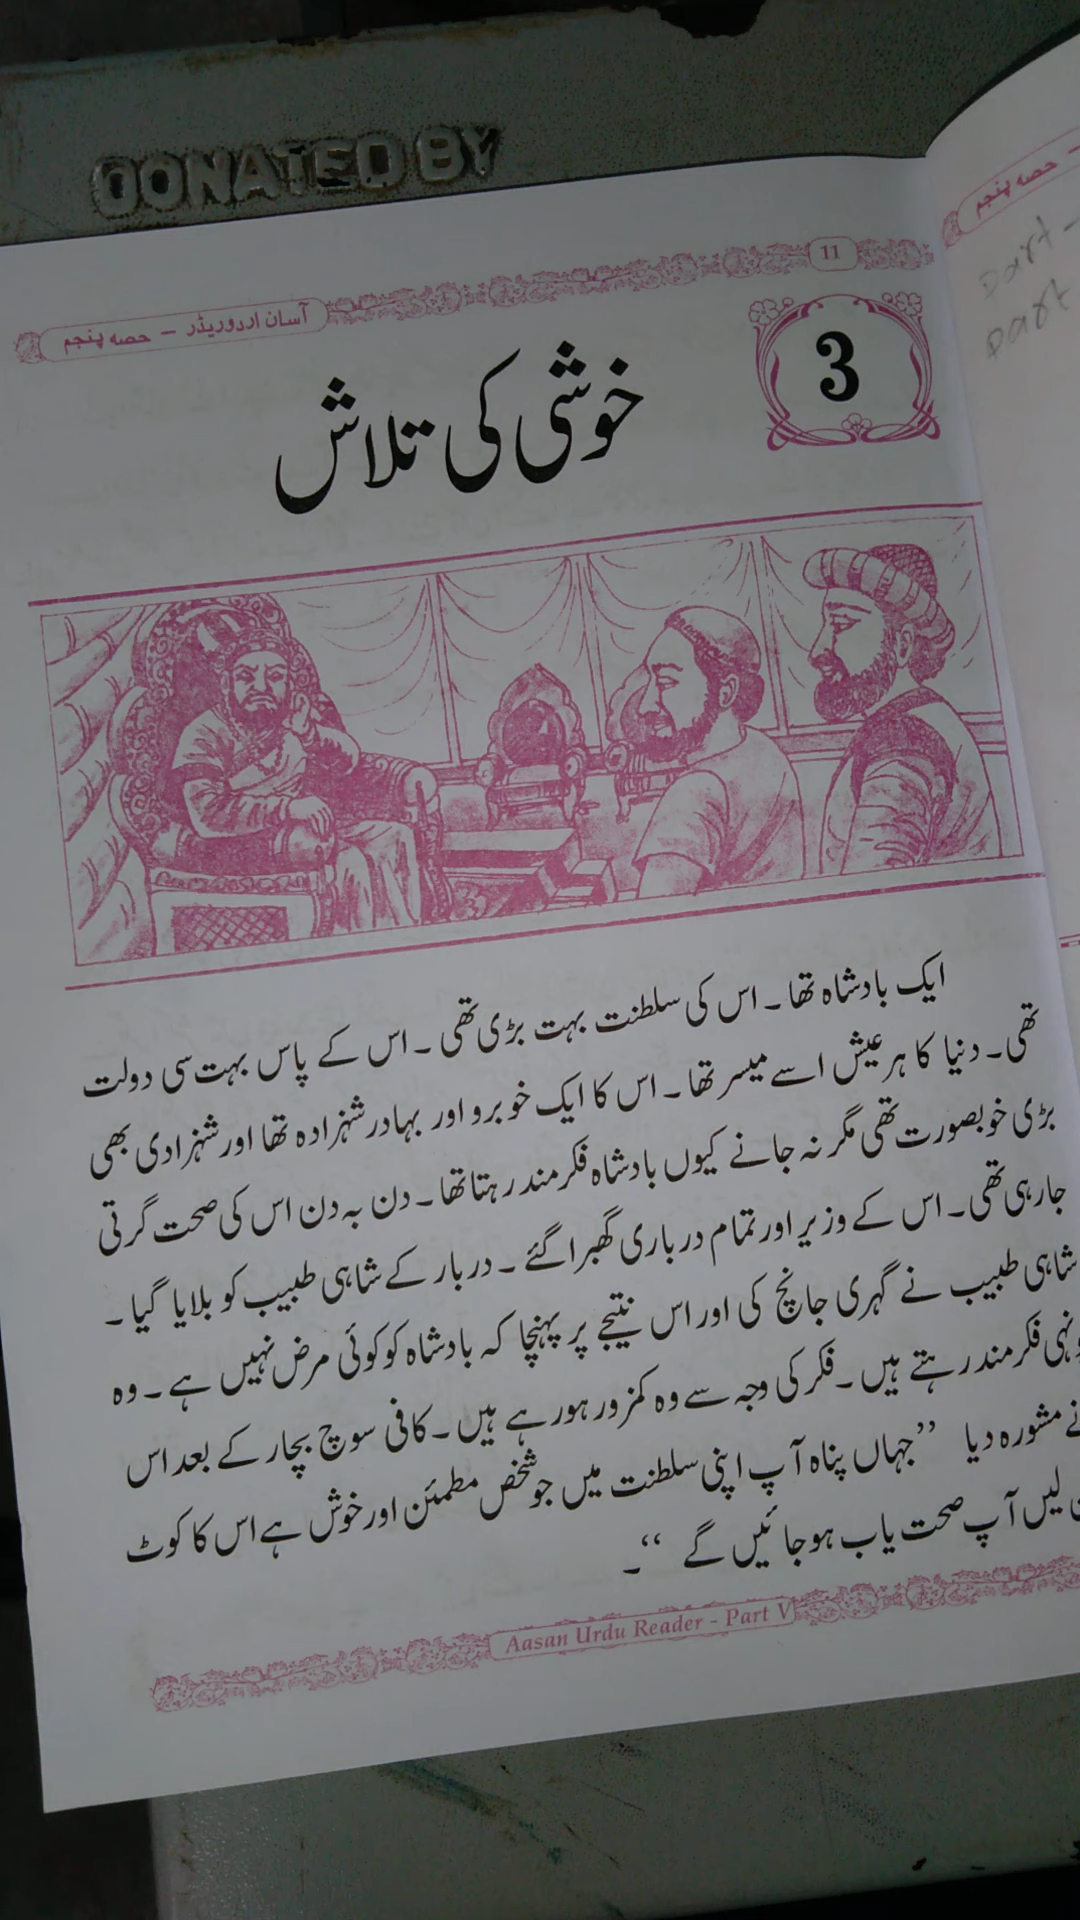 DONATED BY
11
آسان اردو ریڈر – حصہ پنجم
حصہ پنجم –
part -
part
3
خوشی کی تلاش
ایک بادشاہ تھا۔ اس کی سلطنت بہت بڑی تھی۔ اس کے پاس بہت سی دولت
تھی۔ دنیا کا ہر عیش اسے میسر تھا۔ اس کا ایک خوبرو اور بہادر شہزادہ تھا اور شہزادی بھی
بڑی خوبصورت تھی مگر نہ جانے کیوں بادشاہ فکر مند رہتا تھا۔ دن بہ دن اس کی صحت گرتی
جارہی تھی۔ اس کے وزیر اور تمام درباری گھبرا گئے۔ دربار کے شاہی طبیب کو بلایا گیا۔
شاہی طبیب نے گہری جانچ کی اور اس نتیجے پر پہنچا کہ بادشاہ کو کوئی مرض نہیں ہے۔ وہ
فکر مند رہتے ہیں۔ فکر کی وجہ سے وہ کمزور ہو رہے ہیں۔ کافی سوچ بچار کے بعد اس
نے مشورہ دیا ”جہاں پناہ آپ اپنی سلطنت میں جو شخص مطمئن اور خوش ہے اس کا کوٹ
لیں آپ صحت یاب ہو جائیں گے“۔
Aasan Urdu Reader - Part V